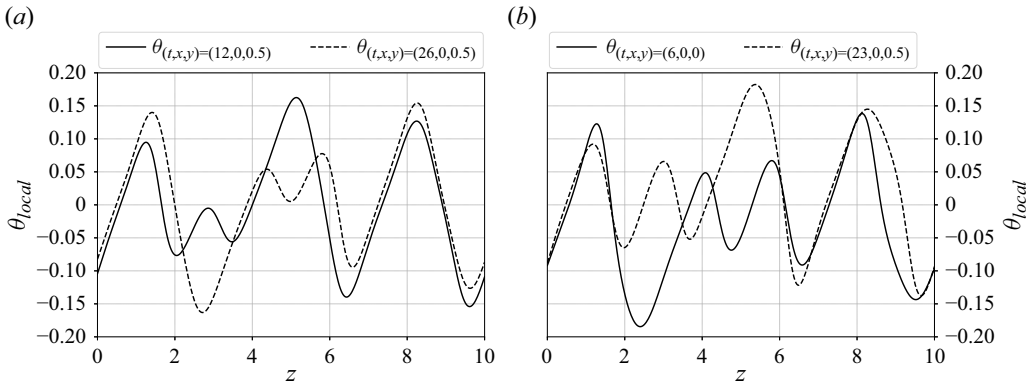 (a)
θ(t,x,y)=(12,0,0.5) θ(t,x,y)=(26,0,0.5)
0.20
0.15
0.10
0.05
0
−0.05
−0.10
−0.15
−0.20
θlocal
0 2 4 6 8 10
z
(b)
θ(t,x,y)=(6,0,0) θ(t,x,y)=(23,0,0.5)
0.20
0.15
0.10
0.05
0
−0.05
−0.10
−0.15
−0.20
θlocal
0 2 4 6 8 10
z